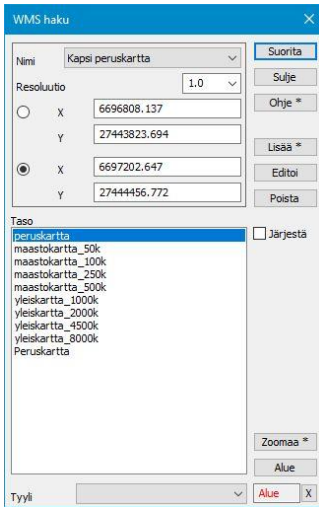 WMS haku
Nimi Kapsi peruskartta Suorita
Resoluutio 1.0 Sulje
X 6696808.137 Ohje *
Y 27443823.694
Lisää *
X 6697202.647 Editoi
Y 27444456.772 Poista
Taso
peruskartta Järjestä
maastokartta_50k
maastokartta_100k
maastokartta_250k
maastokartta_500k
yleiskartta_1000k
yleiskartta_2000k
yleiskartta_4500k
yleiskartta_8000k
Peruskartta
Zoomaa *
Alue
Tyyli Alue X